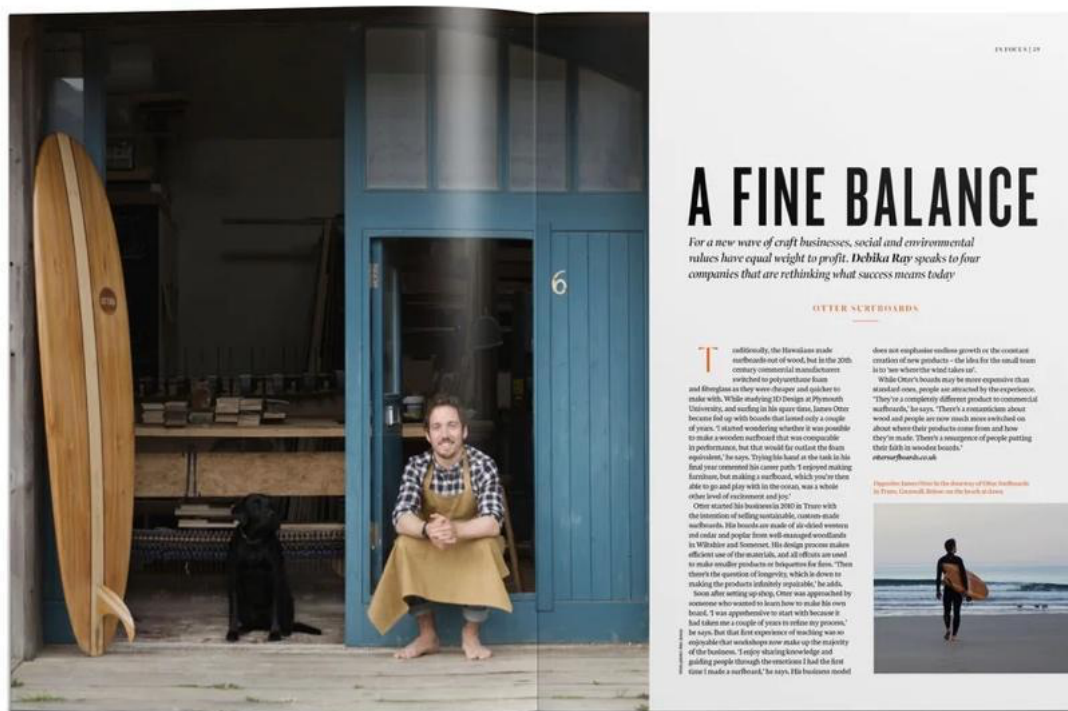 IN FOCUS | 29
A FINE BALANCE
For a new wave of craft businesses, social and environmental
values have equal weight to profit. Debika Ray speaks to four
companies that are rethinking what success means today
OTTER SURFBOARDS
Traditionally, the Hawaiians made
surfboards out of wood, but in the 20th
century commercial manufacturers
switched to polyurethane foam
and fibreglass as they were cheaper and quicker to
make with. While studying 3D Design at Plymouth
University, and surfing in his spare time, James Otter
became fed up with boards that lasted only a couple
of years. 'I started wondering whether it was possible
to make a wooden surfboard that was comparable
in performance, but that would far outlast the foam
equivalent,' he says. Trying his hand at the task in his
final year cemented his career path. 'I enjoyed making
furniture, but making a surfboard, which you're then
able to go and play with in the ocean, was a whole
other level of excitement and joy.'
Otter started his business in 2010 in Truro with
the intention of selling sustainable, custom-made
surfboards. His boards are made of air-dried western
red cedar and poplar from well-managed woodlands
in Wiltshire and Somerset. His design process makes
efficient use of the materials, and all offcuts are used
to make smaller products or briquettes for fires. 'Then
there's the question of longevity, which is down to
making the products infinitely repairable,' he adds.
Soon after setting up shop, Otter was approached by
someone who wanted to learn how to make his own
board. 'I was apprehensive to start with because it
had taken me a couple of years to refine my process,'
he says. But that first experience of teaching was so
enjoyable that workshops now make up the majority
of the business. 'I enjoy sharing knowledge and
guiding people through the emotions I had the first
time I made a surfboard,' he says. His business model
does not emphasise endless growth or the constant
creation of new products – the idea for the small team
is to 'see where the wind takes us'.
While Otter's boards may be more expensive than
standard ones, people are attracted by the experience.
'They're a completely different product to commercial
surfboards,' he says. 'There's a romanticism about
wood and people are now much more switched on
about where their products come from and how
they're made. There's a resurgence of people putting
their faith in wooden boards.'
ottersurfboards.co.uk
Opposite: James Otter in the doorway of Otter Surfboards
in Truro, Cornwall. Below: on the beach at dawn
6